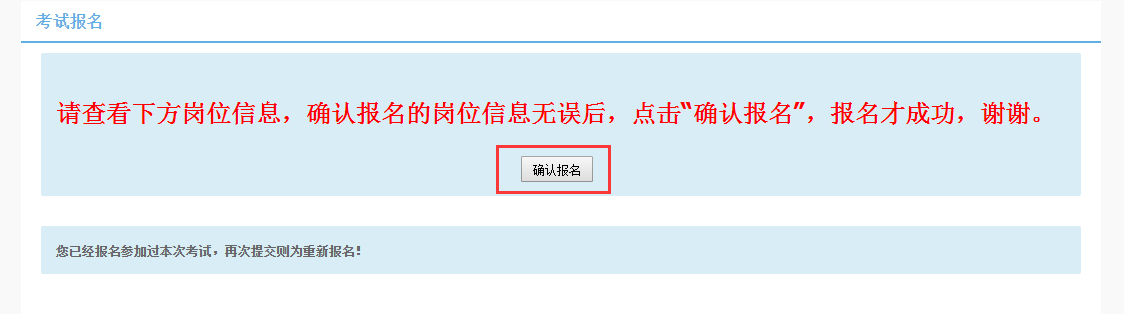 考试报名
请查看下方岗位信息，确认报名的岗位信息无误后，点击“确认报名”，报名才成功，谢谢。
确认报名
您已经报名参加过本次考试，再次提交则为重新报名！